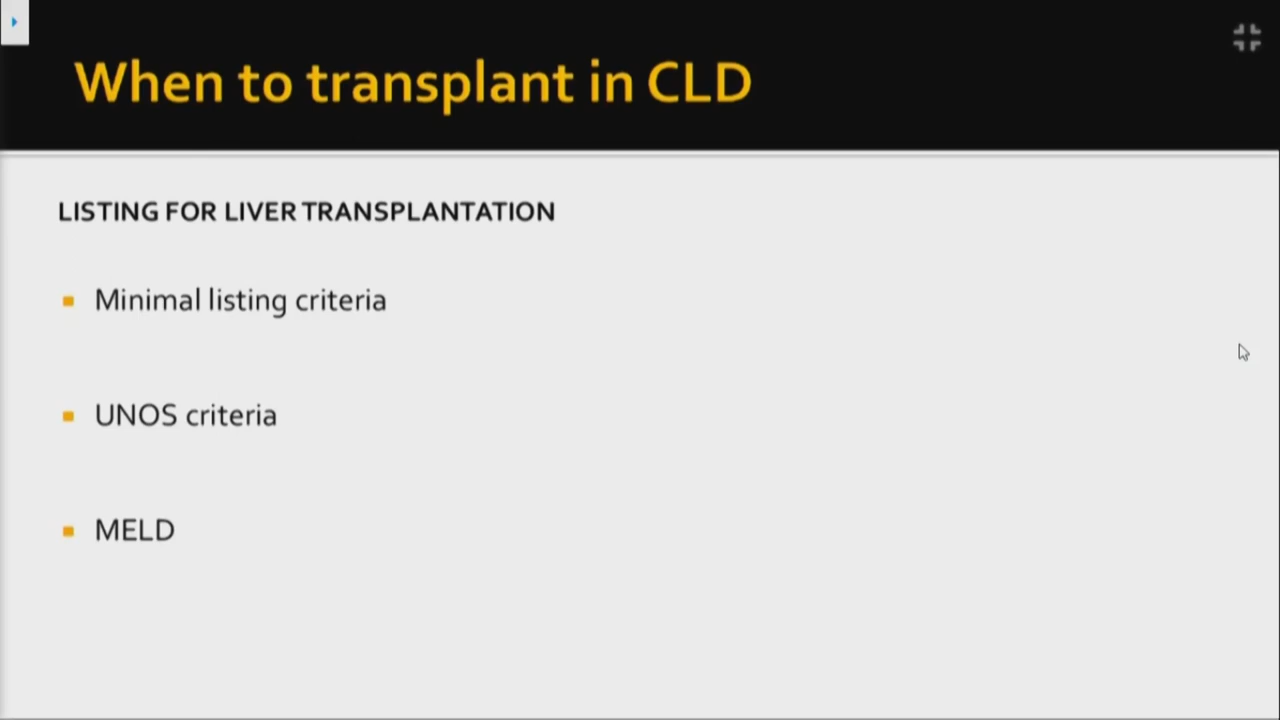 When to transplant in CLD
LISTING FOR LIVER TRANSPLANTATION
Minimal listing criteria
UNOS criteria
MELD